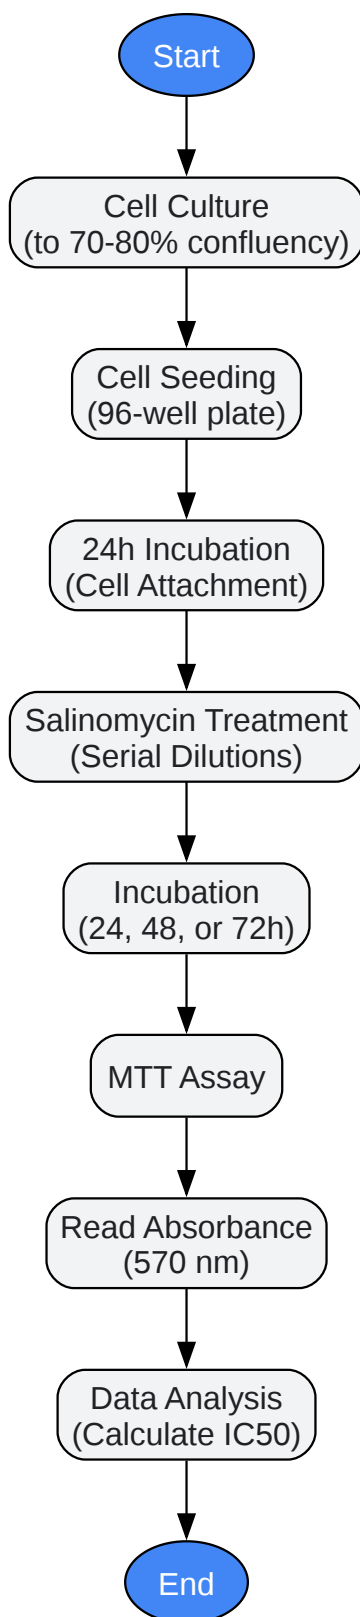 Start
Cell Culture
(to 70-80% confluency)
Cell Seeding
(96-well plate)
24h Incubation
(Cell Attachment)
Salinomycin Treatment
(Serial Dilutions)
Incubation
(24, 48, or 72h)
MTT Assay
Read Absorbance
(570 nm)
Data Analysis
(Calculate IC50)
End